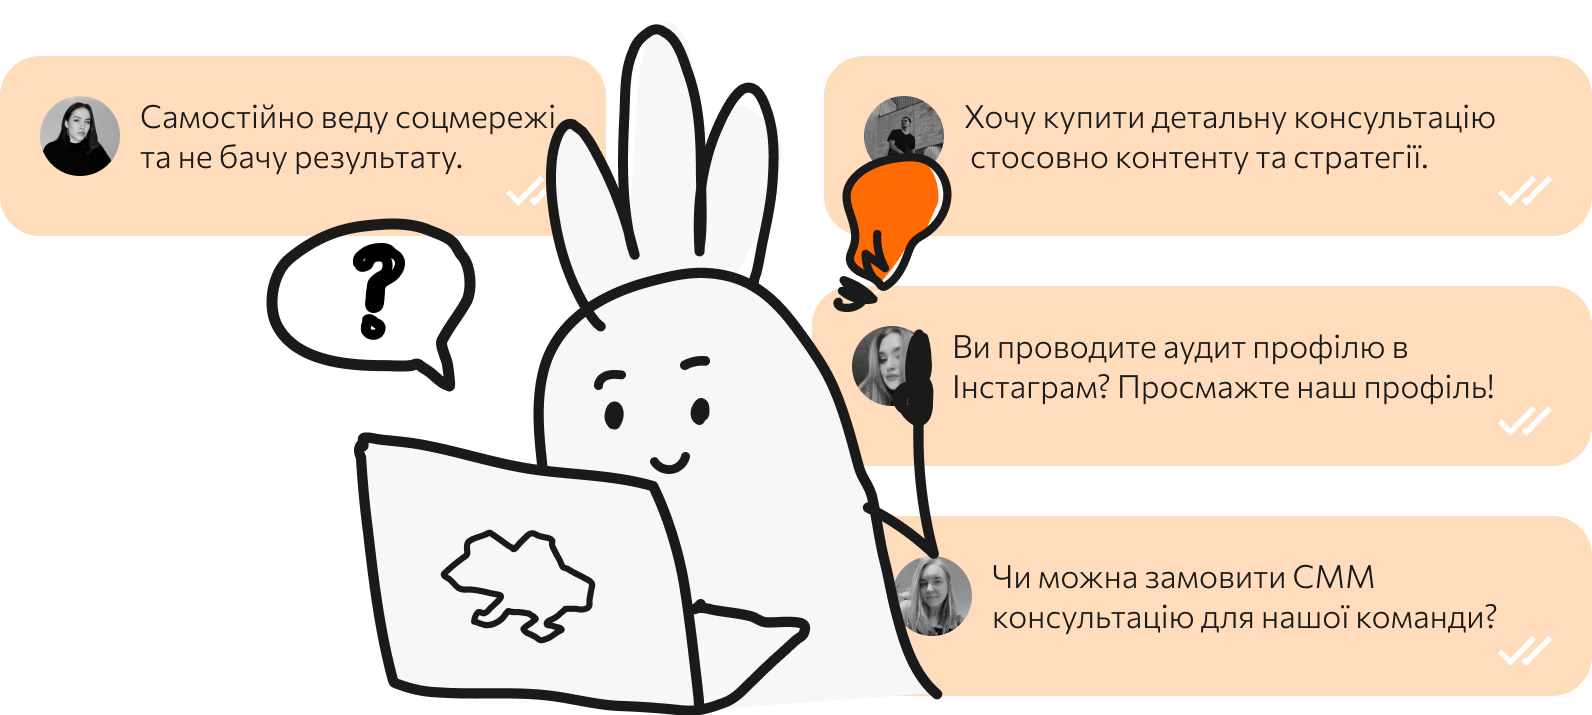 Самостійно веду соцмережі
та не бачу результату.
Хочу купити детальну консультацію
стосовно контенту та стратегії.
?
Ви проводите аудит профілю в
Інстаграм? Просмажте наш профіль!
Чи можна замовити СММ
консультацію для нашої команди?